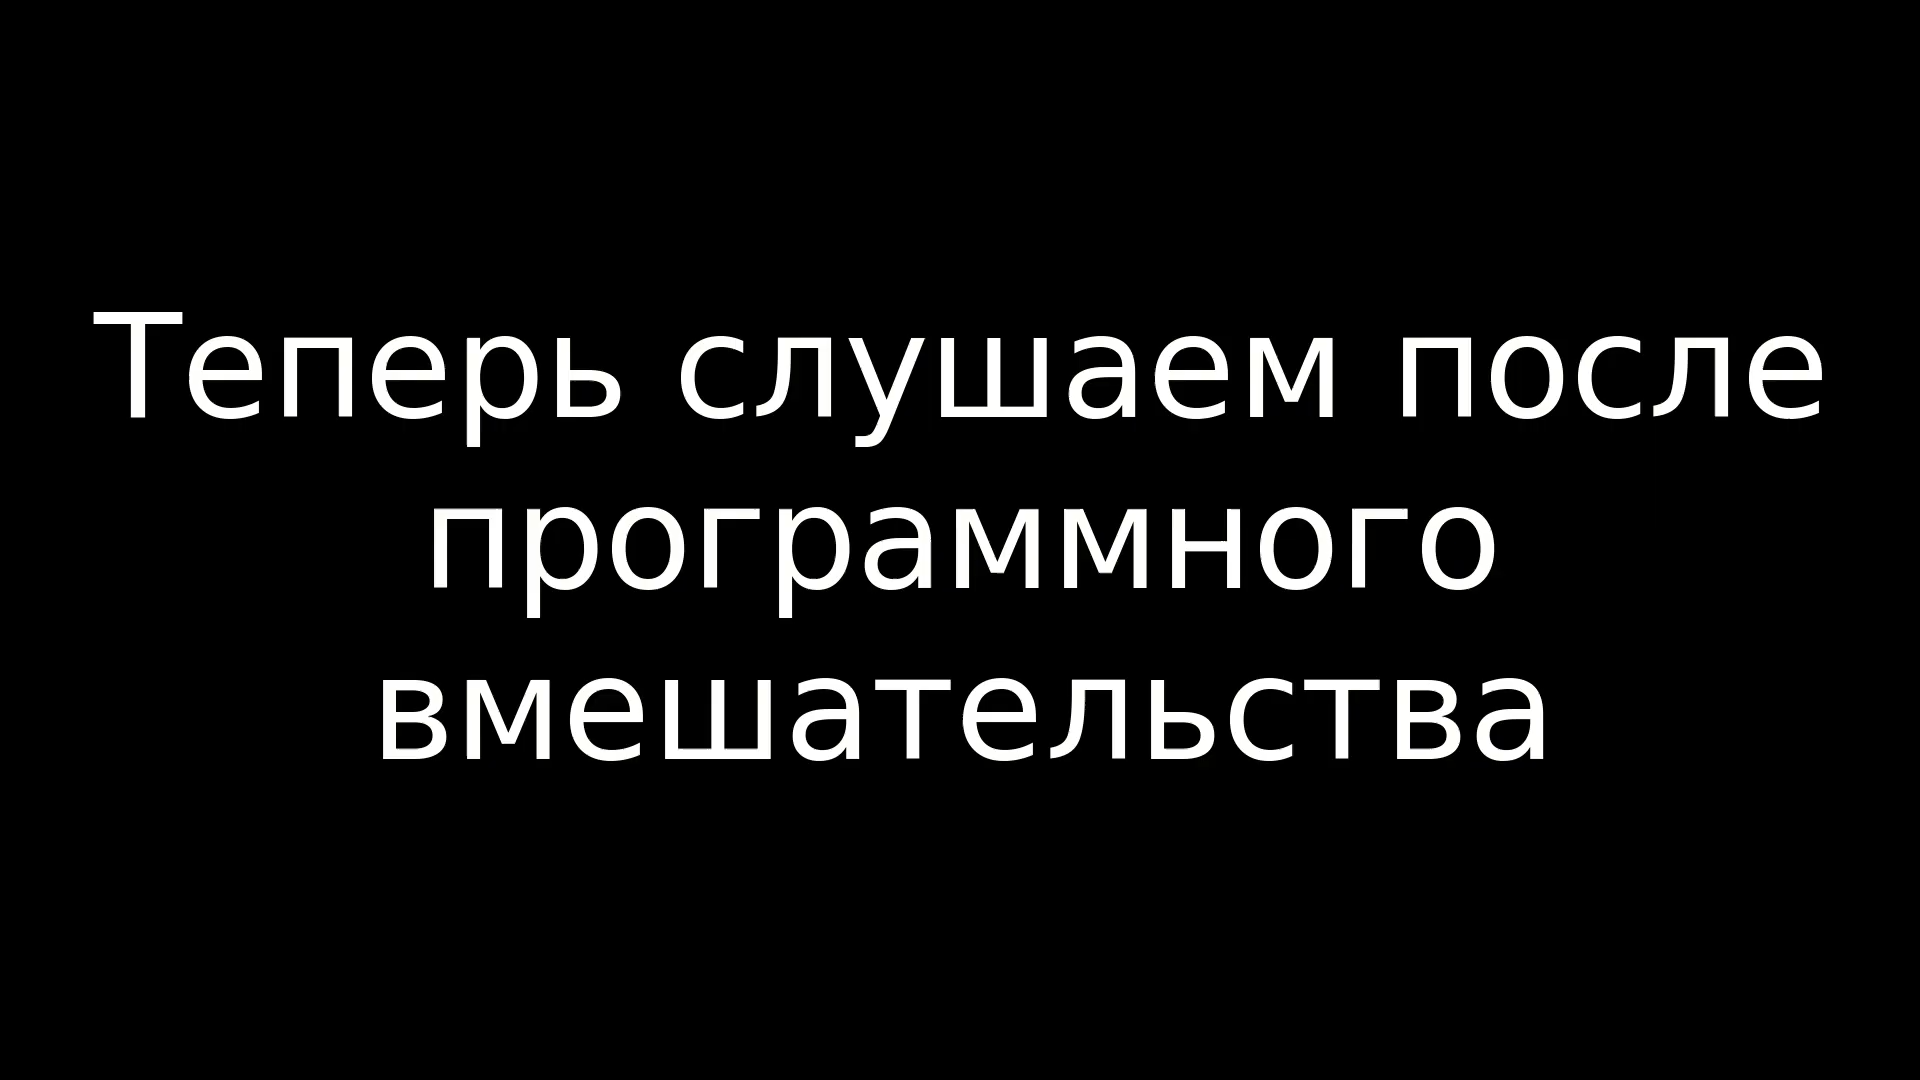 Теперь слушаем после
программного
вмешательства